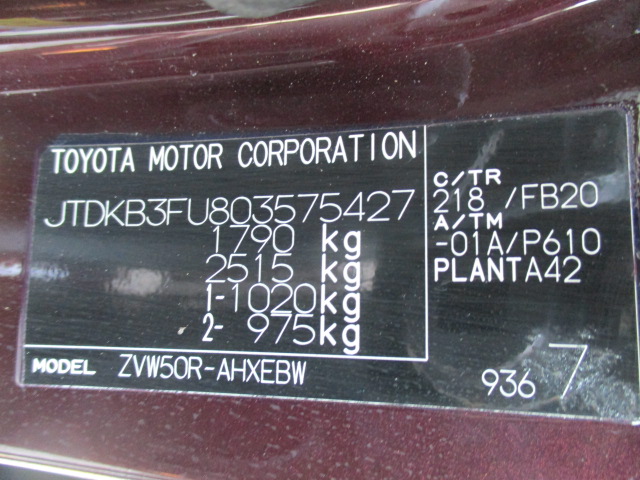 TOYOTA MOTOR CORPORATION
JTDKB3FU803575427
1790 kg
2515 kg
1-1020kg
2- 975kg
C/TR
218 /FB20
A/TM
-01A/P610
PLANTA42
MODEL ZVW50R-AHXEBW
936 7